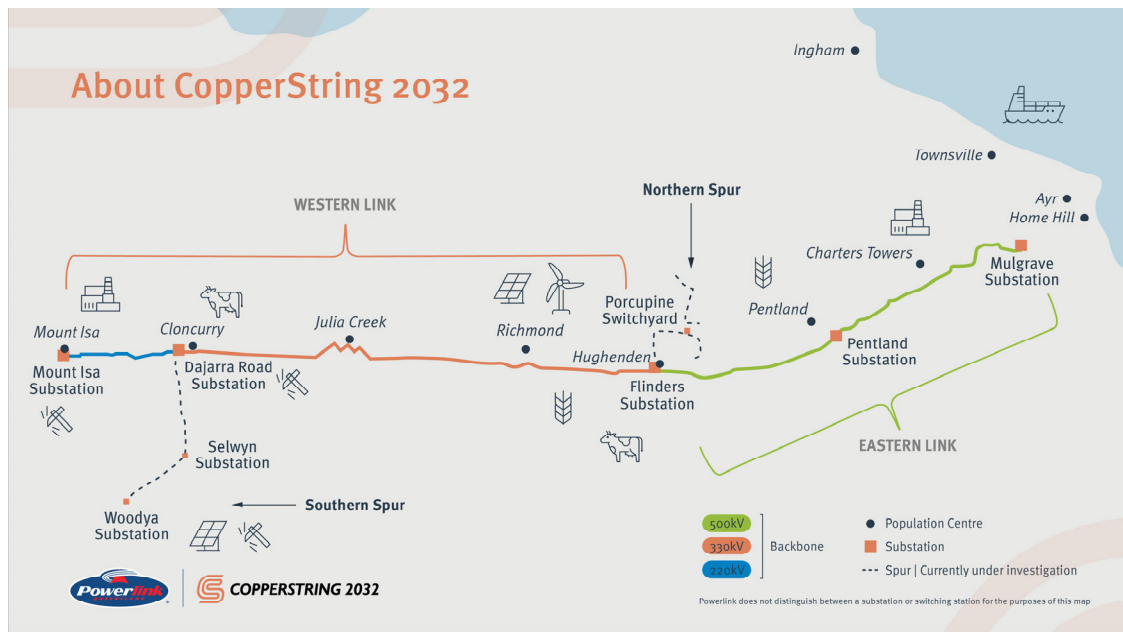 About CopperString 2032
Ingham
Townsville
Ayr
Home Hill
Northern Spur
WESTERN LINK
Charters Towers
Mulgrave
Substation
Porcupine
Switchyard
Pentland
Mount Isa
Cloncurry
Julia Creek
Richmond
Hughenden
Pentland
Substation
Mount Isa
Substation
Dajarra Road
Substation
Flinders
Substation
EASTERN LINK
Selwyn
Substation
Southern Spur
Woodya
Substation
500kV
330kV
220kV
Backbone
Population Centre
Substation
Spur | Currently under investigation
Powerlink does not distinguish between a substation or switching station for the purposes of this map
Powerlink
COPPERSTRING 2032